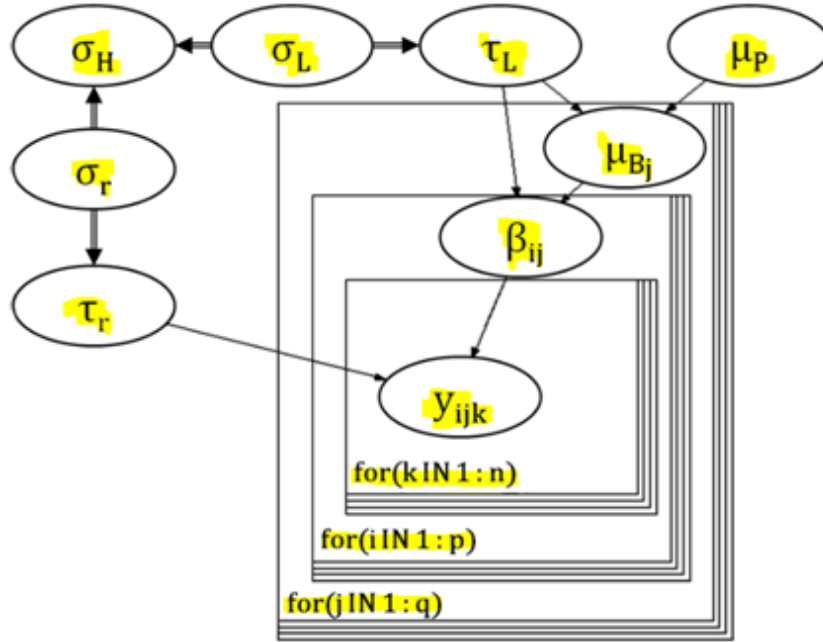 σH σL τL μP
μBj
σr
βij
τr
yijk
for(k IN 1 : n)
for(i IN 1 : p)
for(j IN 1 : q)